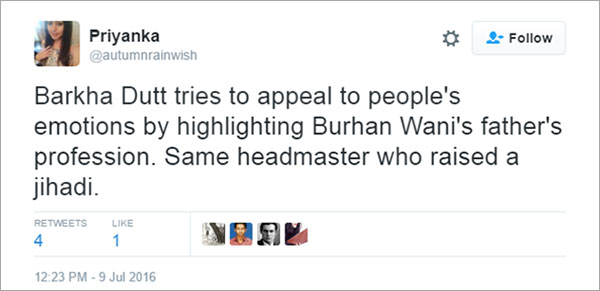 Priyanka
@autumnrainwish
Follow
Barkha Dutt tries to appeal to people's
emotions by highlighting Burhan Wani's father's
profession. Same headmaster who raised a
jihadi.
RETWEETS LIKE
4 1
12:23 PM - 9 Jul 2016